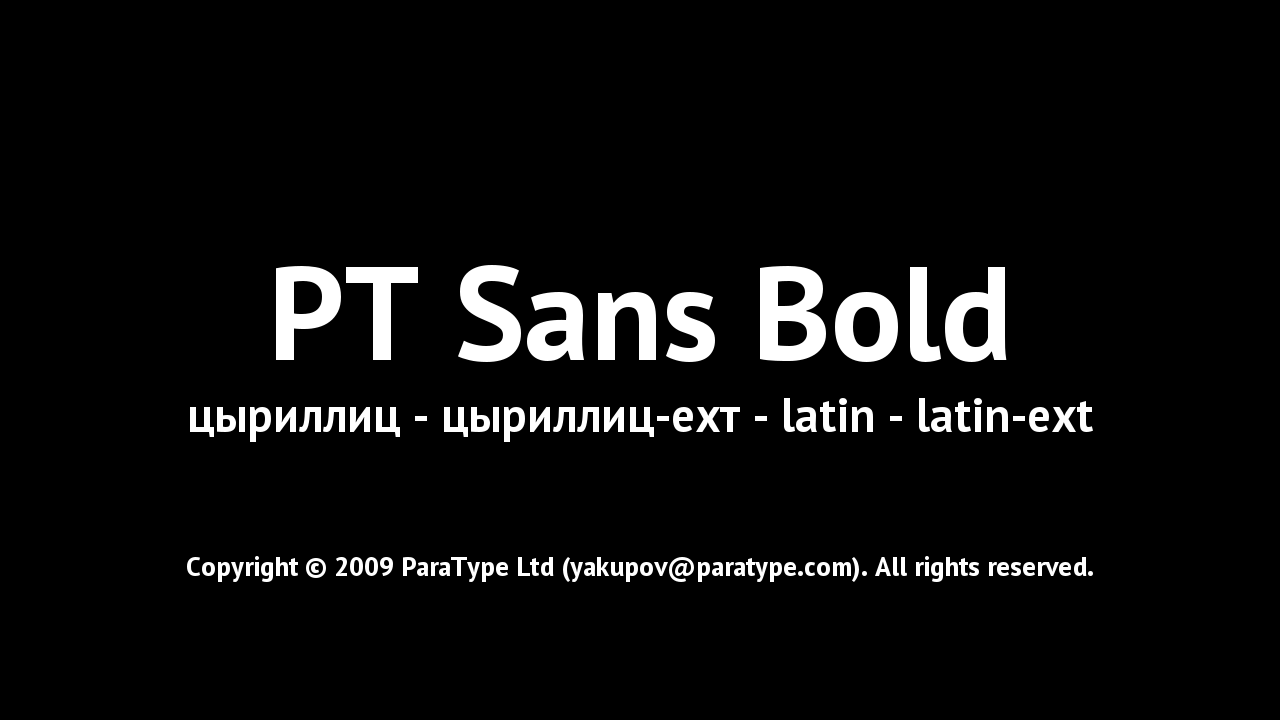 PT Sans Bold
цыриллиц - цыриллиц-ехт - latin - latin-ext
Copyright © 2009 ParaType Ltd (yakupov@paratype.com). All rights reserved.